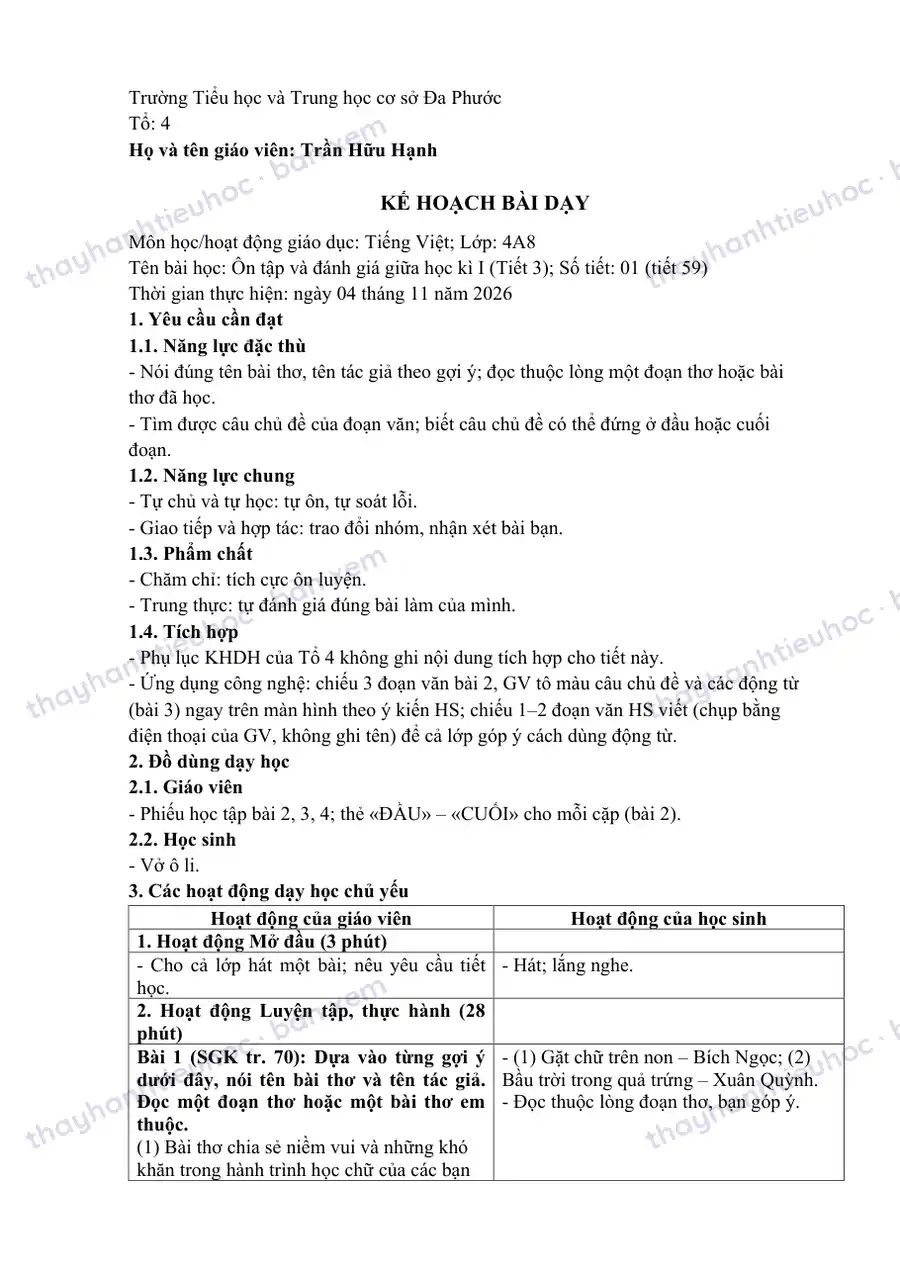 Trường Tiểu học và Trung học cơ sở Đa Phước
Tổ: 4
Họ và tên giáo viên: Trần Hữu Hạnh
KẾ HOẠCH BÀI DẠY
Môn học/hoạt động giáo dục: Tiếng Việt; Lớp: 4A8
Tên bài học: Ôn tập và đánh giá giữa học kì I (Tiết 3); Số tiết: 01 (tiết 59)
Thời gian thực hiện: ngày 04 tháng 11 năm 2026
1. Yêu cầu cần đạt
1.1. Năng lực đặc thù
- Nói đúng tên bài thơ, tên tác giả theo gợi ý; đọc thuộc lòng một đoạn thơ hoặc bài
thơ đã học.
- Tìm được câu chủ đề của đoạn văn; biết câu chủ đề có thể đứng ở đầu hoặc cuối
đoạn.
1.2. Năng lực chung
- Tự chủ và tự học: tự ôn, tự soát lỗi.
- Giao tiếp và hợp tác: trao đổi nhóm, nhận xét bài bạn.
1.3. Phẩm chất
- Chăm chỉ: tích cực ôn luyện.
- Trung thực: tự đánh giá đúng bài làm của mình.
1.4. Tích hợp
- Phụ lục KHDH của Tổ 4 không ghi nội dung tích hợp cho tiết này.
- Ứng dụng công nghệ: chiếu 3 đoạn văn bài 2, GV tô màu câu chủ đề và các động từ
(bài 3) ngay trên màn hình theo ý kiến HS; chiếu 1–2 đoạn văn HS viết (chụp bằng
điện thoại của GV, không ghi tên) để cả lớp góp ý cách dùng động từ.
2. Đồ dùng dạy học
2.1. Giáo viên
- Phiếu học tập bài 2, 3, 4; thẻ «ĐẦU» – «CUỐI» cho mỗi cặp (bài 2).
2.2. Học sinh
- Vở ô li.
3. Các hoạt động dạy học chủ yếu
Hoạt động của giáo viên
Hoạt động của học sinh
1. Hoạt động Mở đầu (3 phút)
- Cho cả lớp hát một bài; nêu yêu cầu tiết
học.
- Hát; lắng nghe.
2. Hoạt động Luyện tập, thực hành (28
phút)
Bài 1 (SGK tr. 70): Dựa vào từng gợi ý
dưới đây, nói tên bài thơ và tên tác giả.
Đọc một đoạn thơ hoặc một bài thơ em
thuộc.
(1) Bài thơ chia sẻ niềm vui và những khó
khăn trong hành trình học chữ của các bạn
- (1) Gặt chữ trên non – Bích Ngọc; (2)
Bầu trời trong quả trứng – Xuân Quỳnh.
- Đọc thuộc lòng đoạn thơ, bạn góp ý.
thayhanhtieuhoc · bản xem
thayhanhtieuhoc · b
thayhanhtieuhoc · bản xem
thayhanhtieuhoc · b
thayhanhtieuhoc · bản xem
thayhanhtieuhoc · b